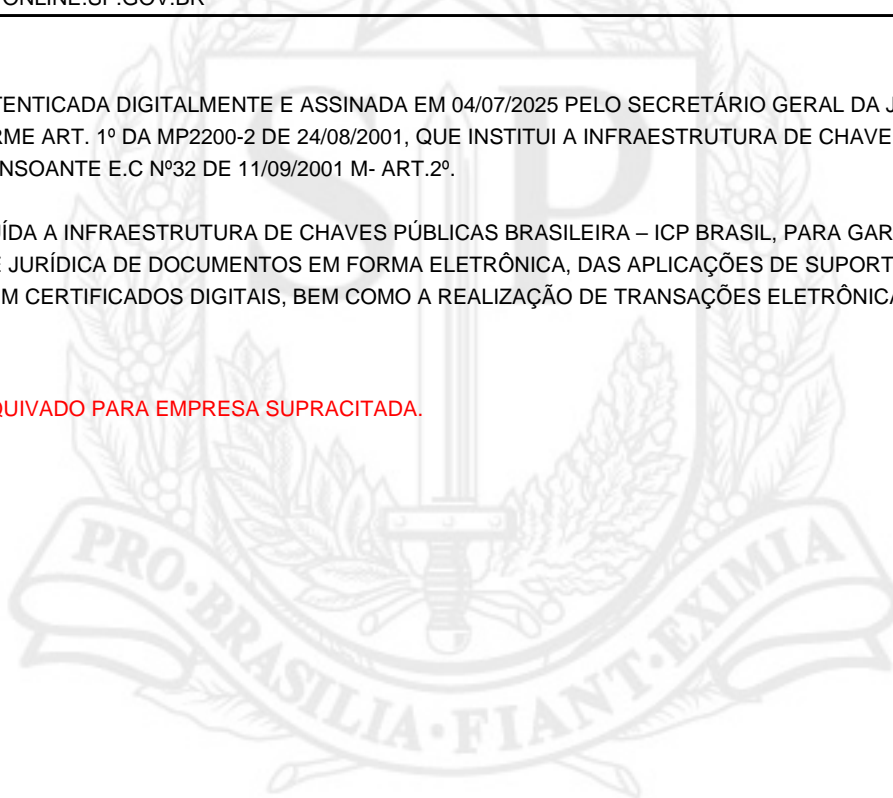 ONLINE.SP.GOV.BR
TENTICADA DIGITALMENTE E ASSINADA EM 04/07/2025 PELO SECRETÁRIO GERAL DA J
RME ART. 1º DA MP2200-2 DE 24/08/2001, QUE INSTITUI A INFRAESTRUTURA DE CHAVE
NSOANTE E.C Nº32 DE 11/09/2001 M- ART.2º.
UÍDA A INFRAESTRUTURA DE CHAVES PÚBLICAS BRASILEIRA – ICP BRASIL, PARA GAR
E JURÍDICA DE DOCUMENTOS EM FORMA ELETRÔNICA, DAS APLICAÇÕES DE SUPORT
M CERTIFICADOS DIGITAIS, BEM COMO A REALIZAÇÃO DE TRANSAÇÕES ELETRÔNICA
QUIVADO PARA EMPRESA SUPRACITADA.
SP
PRO·BRASILIA·FIANT·EXIMIA